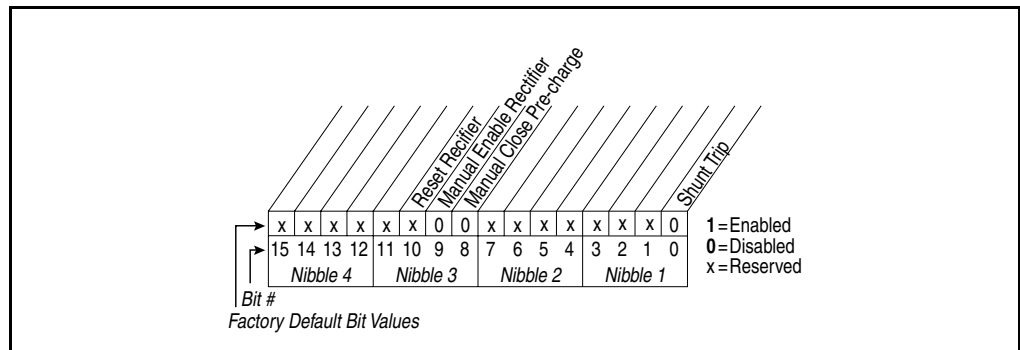 Reset Recifier
Manual Enable Rectifier
Manual Close Pre-charge
Shunt Trip
x x x x x x 0 0 x x x x x x x 0
15 14 13 12 11 10 9 8 7 6 5 4 3 2 1 0
Nibble 4 Nibble 3 Nibble 2 Nibble 1
1=Enabled
0=Disabled
x=Reserved
Bit #
Factory Default Bit Values